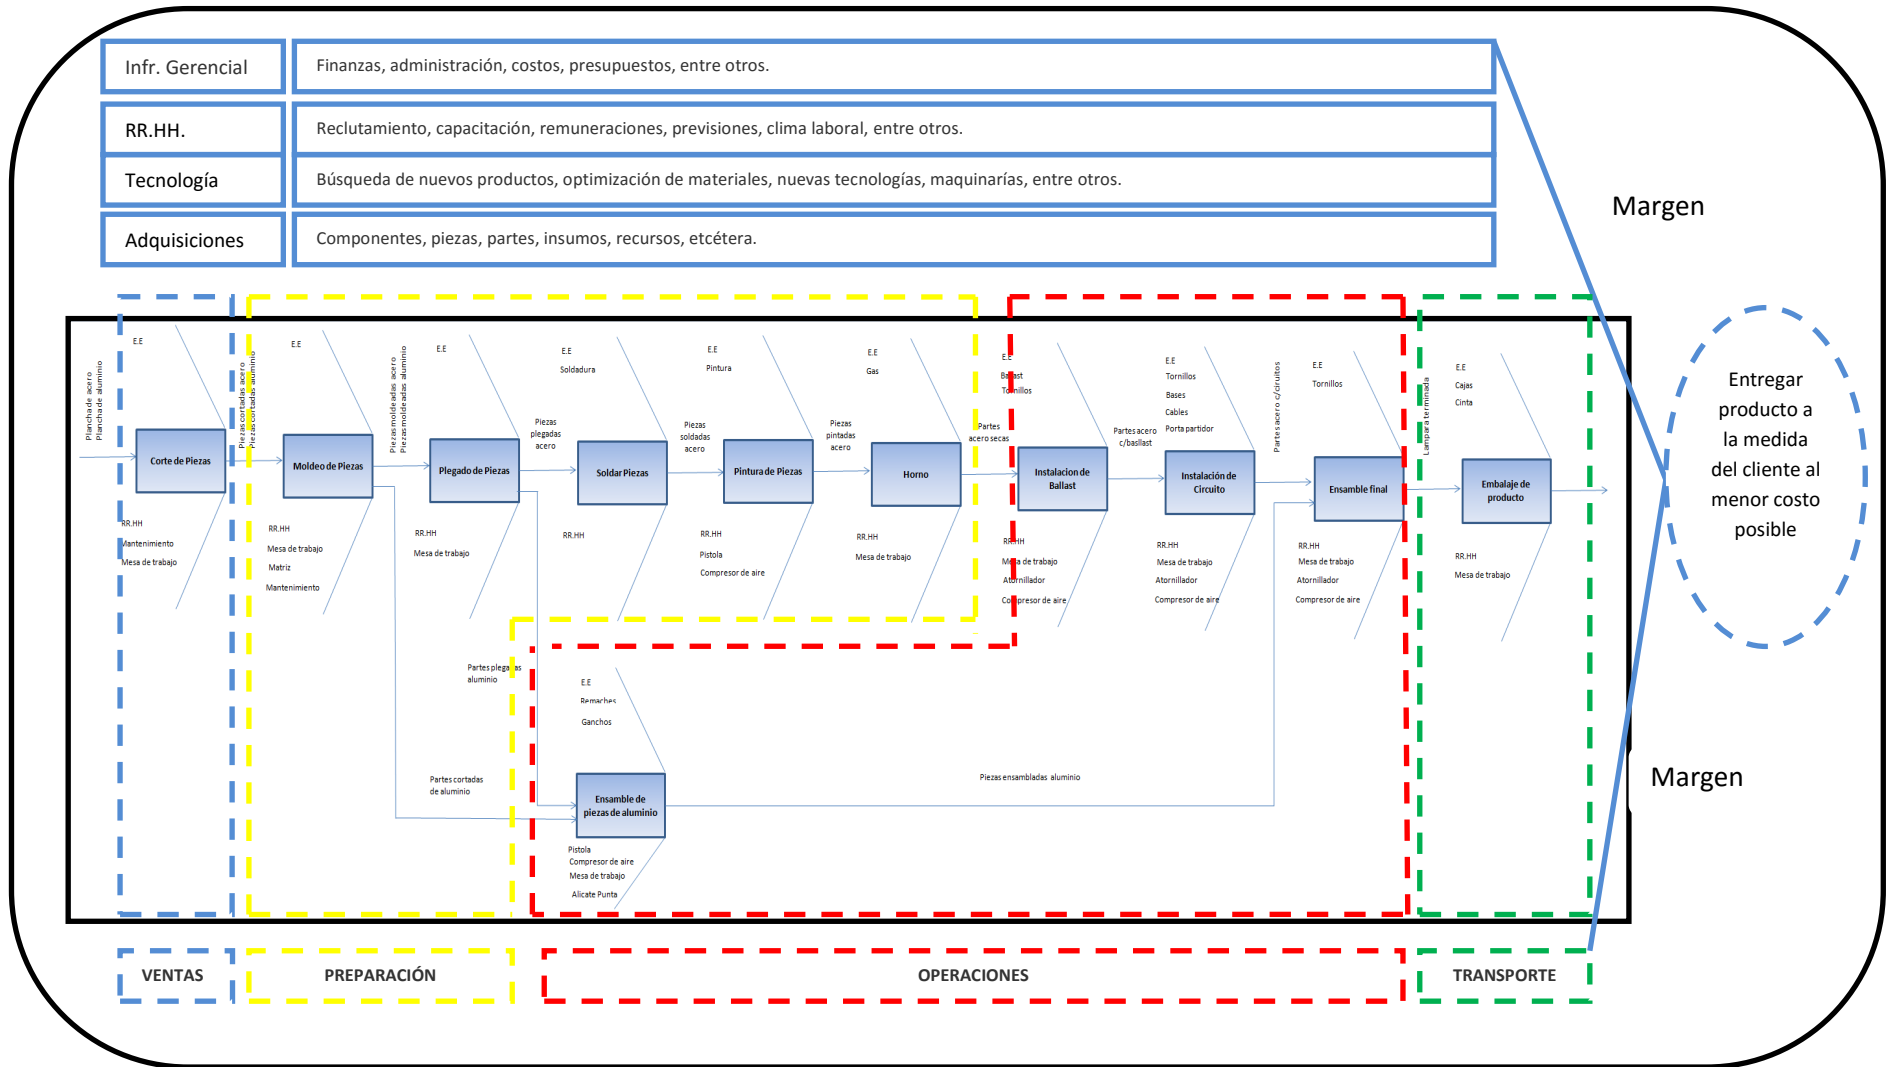 Infr. Gerencial
Finanzas, administración, costos, presupuestos, entre otros.
RR.HH.
Reclutamiento, capacitación, remuneraciones, previsiones, clima laboral, entre otros.
Tecnología
Búsqueda de nuevos productos, optimización de materiales, nuevas tecnologías, maquinarías, entre otros.
Adquisiciones
Componentes, piezas, partes, insumos, recursos, etcétera.
Margen
Entregar
producto a
la medida
del cliente al
menor costo
posible
Margen
Plancha de acero
Plancha de aluminio
E.E
Corte de Piezas
RR.HH
Mantenimiento
Mesa de trabajo
Piezas cortadas acero
Piezas cortadas aluminio
E.E
Moldeo de Piezas
RR.HH
Mesa de trabajo
Matriz
Mantenimiento
Piezas moldeadas acero
Piezas moldeadas aluminio
E.E
Plegado de Piezas
RR.HH
Mesa de trabajo
Piezas
plegadas
acero
E.E
Soldadura
Soldar Piezas
RR.HH
Piezas
soldadas
acero
E.E
Pintura
Pintura de Piezas
RR.HH
Pistola
Compresor de aire
Piezas
pintadas
acero
E.E
Gas
Horno
RR.HH
Mesa de trabajo
Partes
acero secas
E.E
Ballast
Tornillos
Instalacion de
Ballast
RR.HH
Mesa de trabajo
Atornillador
Compresor de aire
Partes acero
c/basllast
E.E
Tornillos
Bases
Cables
Porta partidor
Instalación de
Circuito
RR.HH
Mesa de trabajo
Atornillador
Compresor de aire
Partes acero c/circuitos
E.E
Tornillos
Ensamble final
RR.HH
Mesa de trabajo
Atornillador
Compresor de aire
Lampara terminada
E.E
Cajas
Cinta
Embalaje de
producto
RR.HH
Mesa de trabajo
Partes plegadas
aluminio
Partes cortadas
de aluminio
E.E
Remaches
Ganchos
Ensamble de
piezas de aluminio
Pistola
Compresor de aire
Mesa de trabajo
Alicate Punta
Piezas ensambladas aluminio
VENTAS
PREPARACIÓN
OPERACIONES
TRANSPORTE